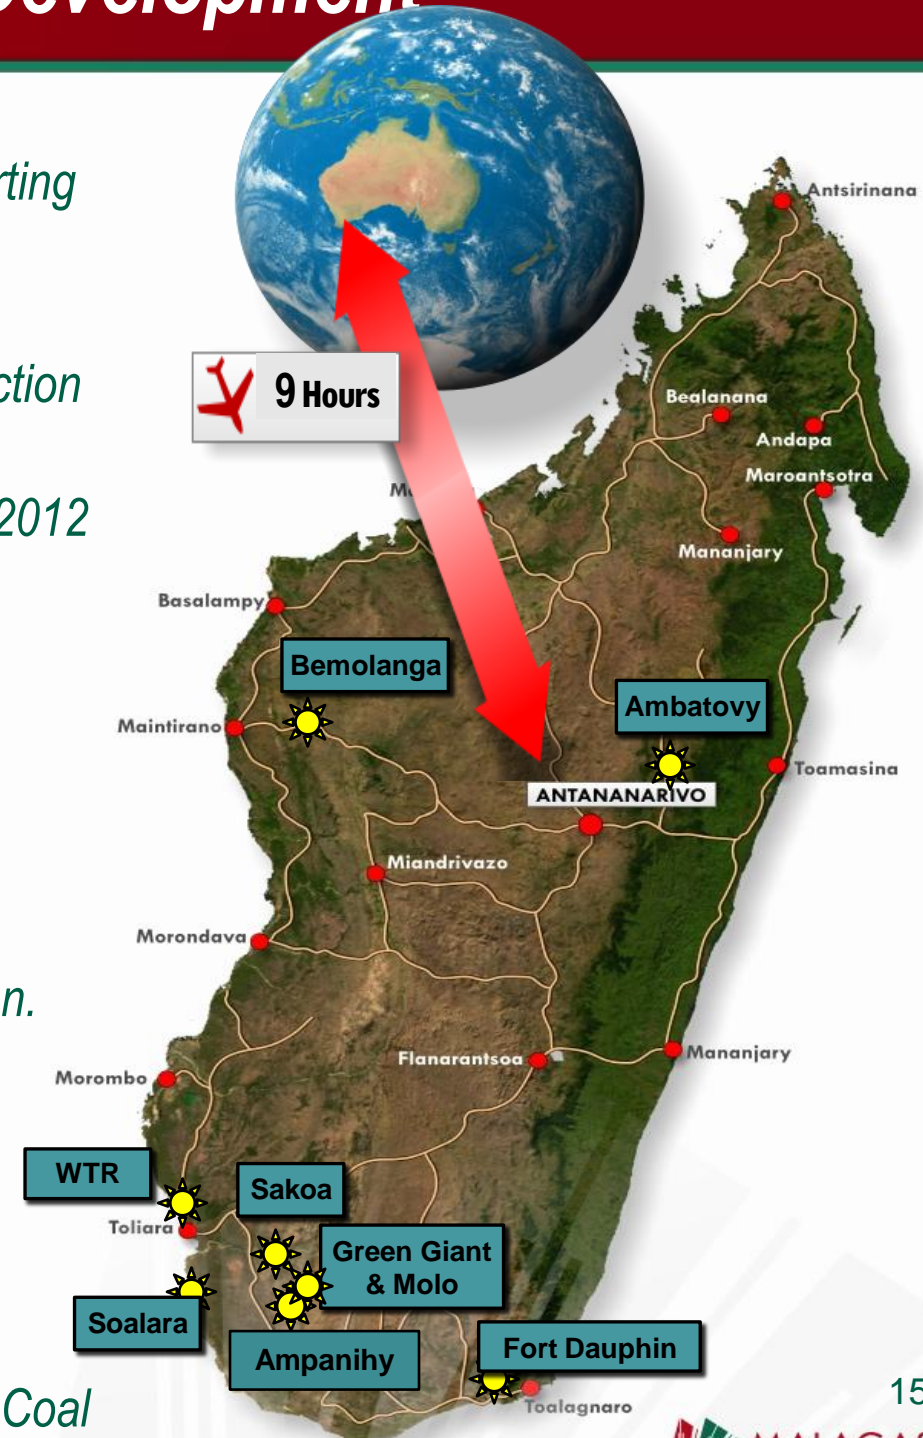 Development
rting
Antsirinana
ction
9 Hours
Bealanana
Andapa
Maroantsotra
2012
Mananjary
Basalampy
Bemolanga
Ambatovy
Maintirano
Toamasina
ANTANANARIVO
Miandrivazo
Morondava
n.
Flanarantsoa
Mananjary
Morombo
WTR
Sakoa
Toliara
Green Giant
& Molo
Soalara
Ampanihy
Fort Dauphin
Coal
15
Toalagnaro